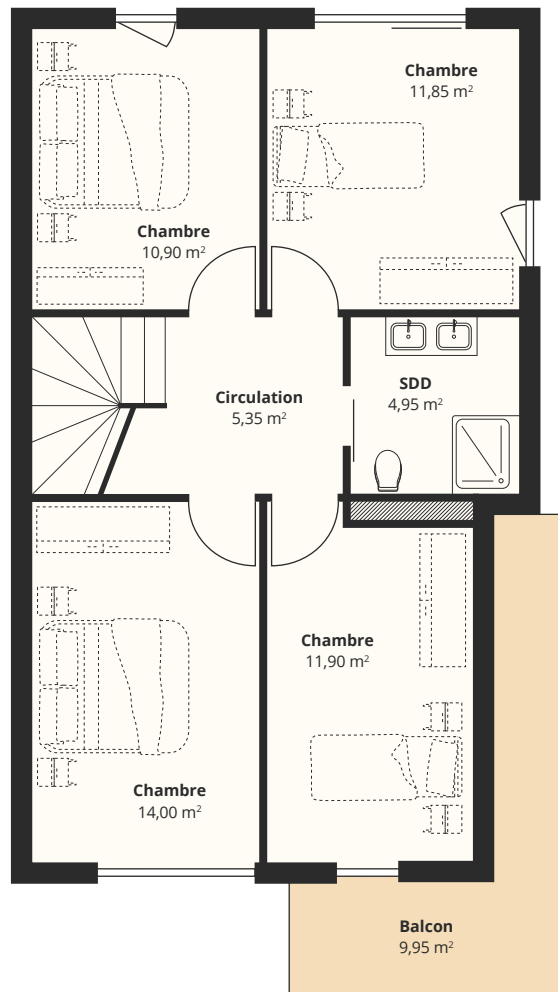 Chambre
11,85 m²
Chambre
10,90 m²
Circulation
5,35 m²
SDD
4,95 m²
Chambre
11,90 m²
Chambre
14,00 m²
Balcon
9,95 m²